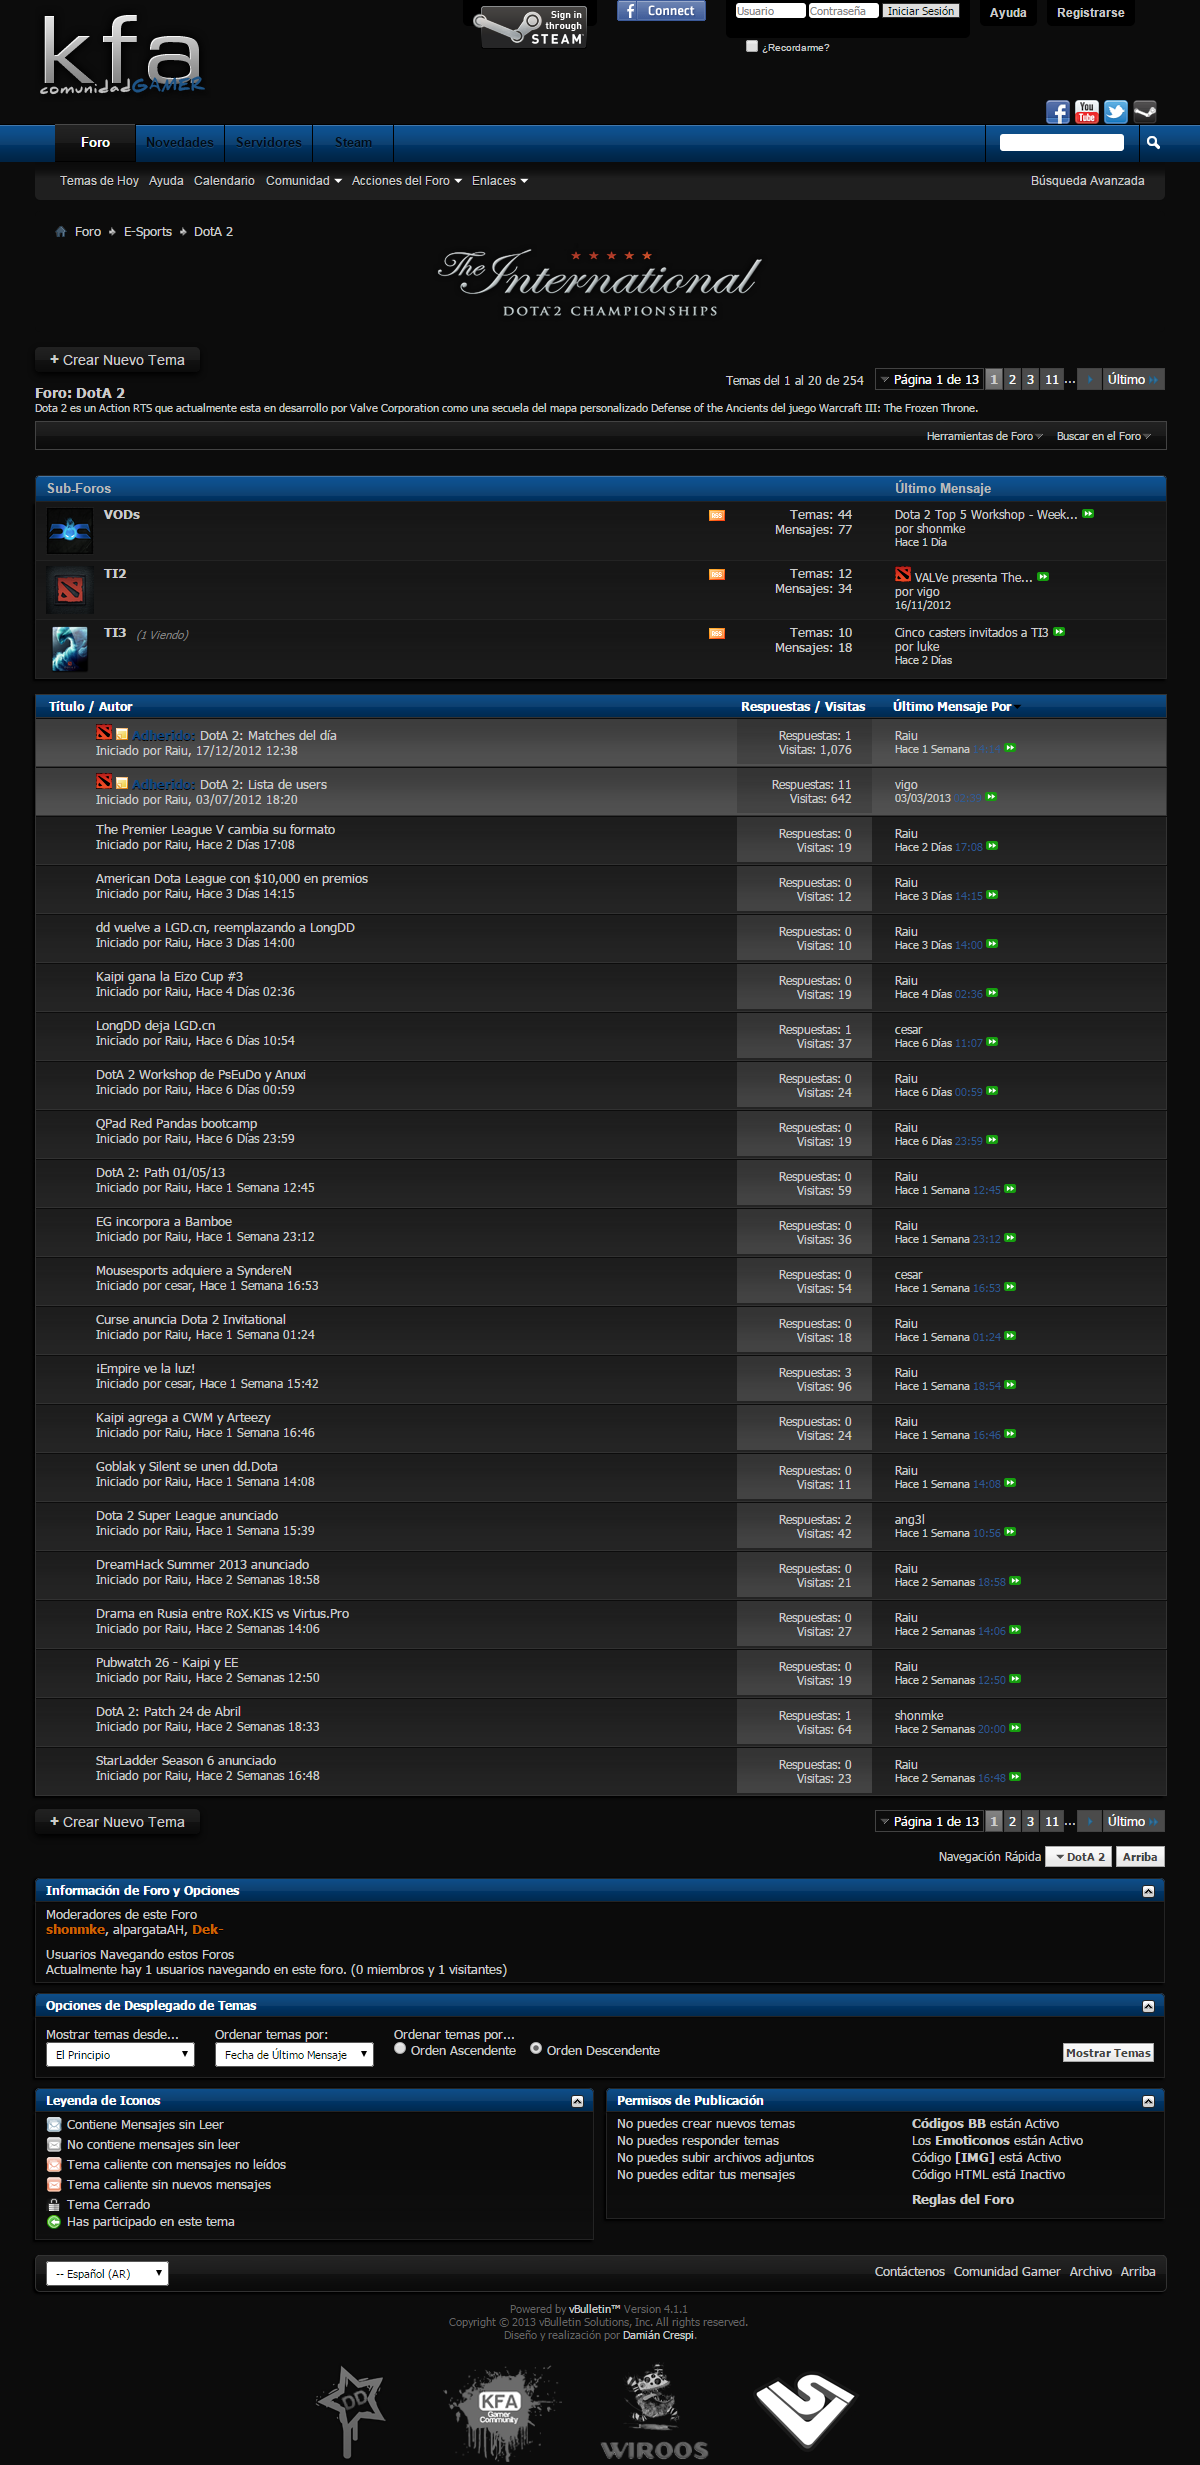 kfa
comunidadGAMER
Sign in through STEAM
f Connect
Usuario Contraseña Iniciar Sesión
¿Recordarme?
Ayuda Registrarse
Foro Novedades Servidores Steam
Temas de Hoy Ayuda Calendario Comunidad Acciones del Foro Enlaces Búsqueda Avanzada
Foro E-Sports DotA 2
The International
DOTA™2 CHAMPIONSHIPS
+ Crear Nuevo Tema
Temas del 1 al 20 de 254 Página 1 de 13 1 2 3 11 ... Último
Foro: DotA 2
Dota 2 es un Action RTS que actualmente esta en desarrollo por Valve Corporation como una secuela del mapa personalizado Defense of the Ancients del juego Warcraft III: The Frozen Throne.
Herramientas de Foro Buscar en el Foro
Sub-Foros Último Mensaje
VODs RSS Temas: 44 Dota 2 Top 5 Workshop - Week...
Mensajes: 77 por shonmke
Hace 1 Día
TI2 RSS Temas: 12 VALVe presenta The...
Mensajes: 34 por vigo
16/11/2012
TI3 (1 Viendo) RSS Temas: 10 Cinco casters invitados a TI3
Mensajes: 18 por luke
Hace 2 Días
Título / Autor Respuestas / Visitas Último Mensaje Por
Adherido: DotA 2: Matches del día Respuestas: 1 Raiu
Iniciado por Raiu, 17/12/2012 12:38 Visitas: 1,076 Hace 1 Semana
Adherido: DotA 2: Lista de users Respuestas: 11 vigo
Iniciado por Raiu, 03/07/2012 18:20 Visitas: 642 03/03/2013
The Premier League V cambia su formato Respuestas: 0 Raiu
Iniciado por Raiu, Hace 2 Días 17:08 Visitas: 19 Hace 2 Días 17:08
American Dota League con $10,000 en premios Respuestas: 0 Raiu
Iniciado por Raiu, Hace 3 Días 14:15 Visitas: 12 Hace 3 Días 14:15
dd vuelve a LGD.cn, reemplazando a LongDD Respuestas: 0 Raiu
Iniciado por Raiu, Hace 3 Días 14:00 Visitas: 10 Hace 3 Días 14:00
Kaipi gana la Eizo Cup #3 Respuestas: 0 Raiu
Iniciado por Raiu, Hace 4 Días 02:36 Visitas: 19 Hace 4 Días 02:36
LongDD deja LGD.cn Respuestas: 1 cesar
Iniciado por Raiu, Hace 6 Días 10:54 Visitas: 37 Hace 6 Días 11:07
DotA 2 Workshop de PsEuDo y Anuxi Respuestas: 0 Raiu
Iniciado por Raiu, Hace 6 Días 00:59 Visitas: 24 Hace 6 Días 00:59
QPad Red Pandas bootcamp Respuestas: 0 Raiu
Iniciado por Raiu, Hace 6 Días 23:59 Visitas: 19 Hace 6 Días 23:59
DotA 2: Path 01/05/13 Respuestas: 0 Raiu
Iniciado por Raiu, Hace 1 Semana 12:45 Visitas: 59 Hace 1 Semana 12:45
EG incorpora a Bamboe Respuestas: 0 Raiu
Iniciado por Raiu, Hace 1 Semana 23:12 Visitas: 36 Hace 1 Semana 23:12
Mousesports adquiere a SyndereN Respuestas: 0 cesar
Iniciado por cesar, Hace 1 Semana 16:53 Visitas: 54 Hace 1 Semana 16:53
Curse anuncia Dota 2 Invitational Respuestas: 0 Raiu
Iniciado por Raiu, Hace 1 Semana 01:24 Visitas: 18 Hace 1 Semana 01:24
¡Empire ve la luz! Respuestas: 3 Raiu
Iniciado por cesar, Hace 1 Semana 15:42 Visitas: 96 Hace 1 Semana 18:54
Kaipi agrega a CWM y Arteezy Respuestas: 0 Raiu
Iniciado por Raiu, Hace 1 Semana 16:46 Visitas: 24 Hace 1 Semana 16:46
Goblak y Silent se unen dd.Dota Respuestas: 0 Raiu
Iniciado por Raiu, Hace 1 Semana 14:08 Visitas: 11 Hace 1 Semana 14:08
Dota 2 Super League anunciado Respuestas: 2 ang3l
Iniciado por Raiu, Hace 1 Semana 15:39 Visitas: 42 Hace 1 Semana 10:56
DreamHack Summer 2013 anunciado Respuestas: 0 Raiu
Iniciado por Raiu, Hace 2 Semanas 18:58 Visitas: 21 Hace 2 Semanas 18:58
Drama en Rusia entre RoX.KIS vs Virtus.Pro Respuestas: 0 Raiu
Iniciado por Raiu, Hace 2 Semanas 14:06 Visitas: 27 Hace 2 Semanas 14:06
Pubwatch 26 - Kaipi y EE Respuestas: 0 Raiu
Iniciado por Raiu, Hace 2 Semanas 12:50 Visitas: 19 Hace 2 Semanas 12:50
DotA 2: Patch 24 de Abril Respuestas: 1 shonmke
Iniciado por Raiu, Hace 2 Semanas 18:33 Visitas: 64 Hace 2 Semanas 20:00
StarLadder Season 6 anunciado Respuestas: 0 Raiu
Iniciado por Raiu, Hace 2 Semanas 16:48 Visitas: 23 Hace 2 Semanas 16:48
+ Crear Nuevo Tema Página 1 de 13 1 2 3 11 ... Último
Navegación Rápida DotA 2 Arriba
Información de Foro y Opciones
Moderadores de este Foro
shonmke, alpargataAH, Dek-
Usuarios Navegando estos Foros
Actualmente hay 1 usuarios navegando en este foro. (0 miembros y 1 visitantes)
Opciones de Desplegado de Temas
Mostrar temas desde... Ordenar temas por: Ordenar temas por...
El Principio Fecha de Último Mensaje Orden Ascendente Orden Descendente Mostrar Temas
Leyenda de Iconos
Contiene Mensajes sin Leer
No contiene mensajes sin leer
Tema caliente con mensajes no leídos
Tema caliente sin nuevos mensajes
Tema Cerrado
Has participado en este tema
Permisos de Publicación
No puedes crear nuevos temas
No puedes responder temas
No puedes subir archivos adjuntos
No puedes editar tus mensajes
Códigos BB están Activo
Los Emoticonos están Activo
Código [IMG] está Activo
Código HTML está Inactivo
Reglas del Foro
-- Español (AR) Contáctenos Comunidad Gamer Archivo Arriba
Powered by vBulletin™ Version 4.1.1
Copyright © 2013 vBulletin Solutions, Inc. All rights reserved.
Diseño y realización por Damián Crespi.
DD
KFA
Gamer
Community
WIROOS